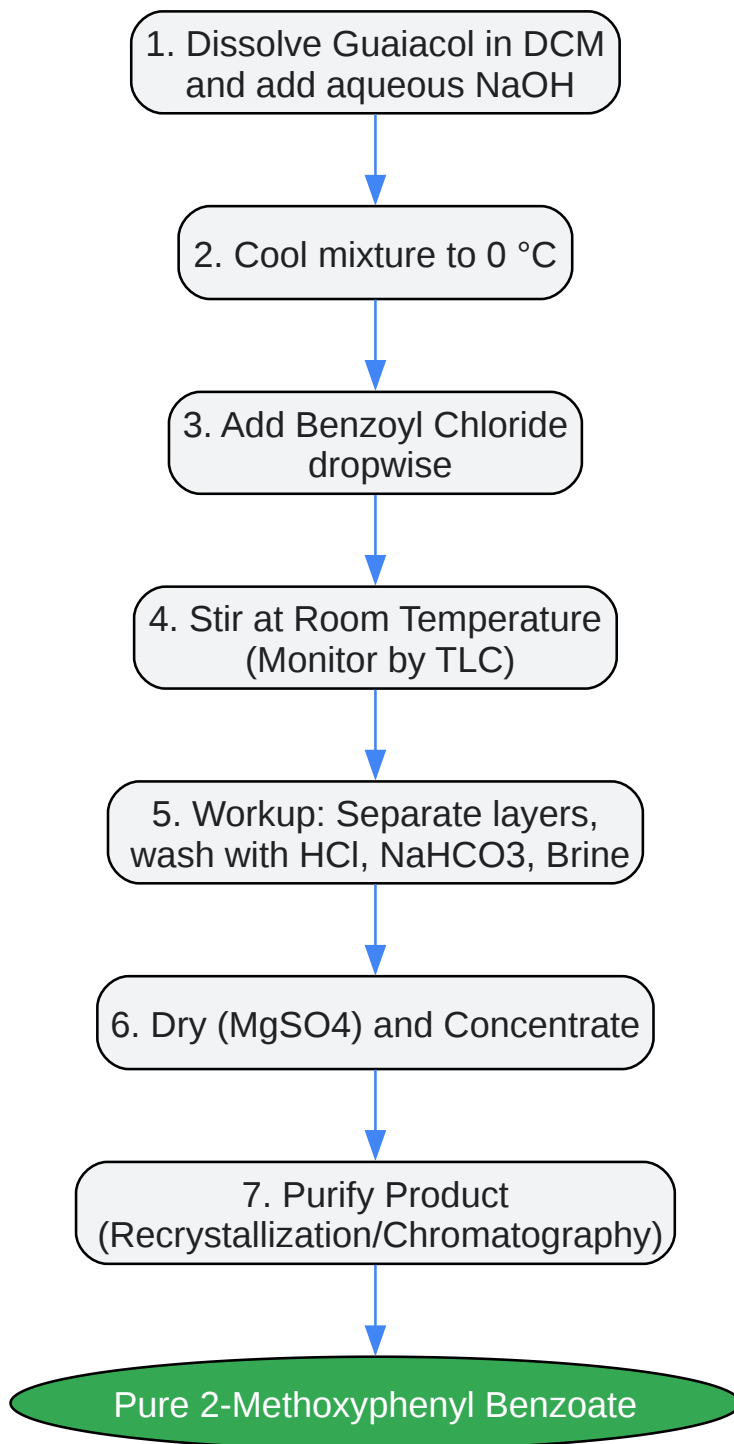 1. Dissolve Guaiacol in DCM
and add aqueous NaOH
2. Cool mixture to 0 °C
3. Add Benzoyl Chloride
dropwise
4. Stir at Room Temperature
(Monitor by TLC)
5. Workup: Separate layers,
wash with HCl, NaHCO3, Brine
6. Dry (MgSO4) and Concentrate
7. Purify Product
(Recrystallization/Chromatography)
Pure 2-Methoxyphenyl Benzoate